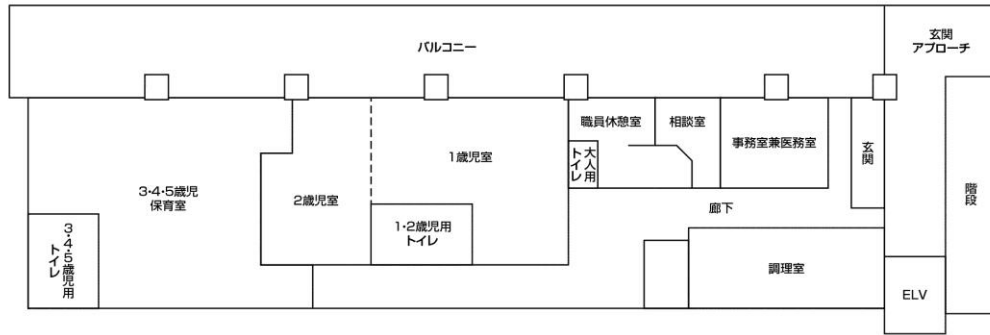 バルコニー
玄関
アプローチ
職員休憩室
相談室
事務室兼医務室
玄関
大人用
トイレ
1歳児室
2歳児室
3・4・5歳児
保育室
1・2歳児用
トイレ
3・4・5歳児用
トイレ
廊下
調理室
階段
ELV